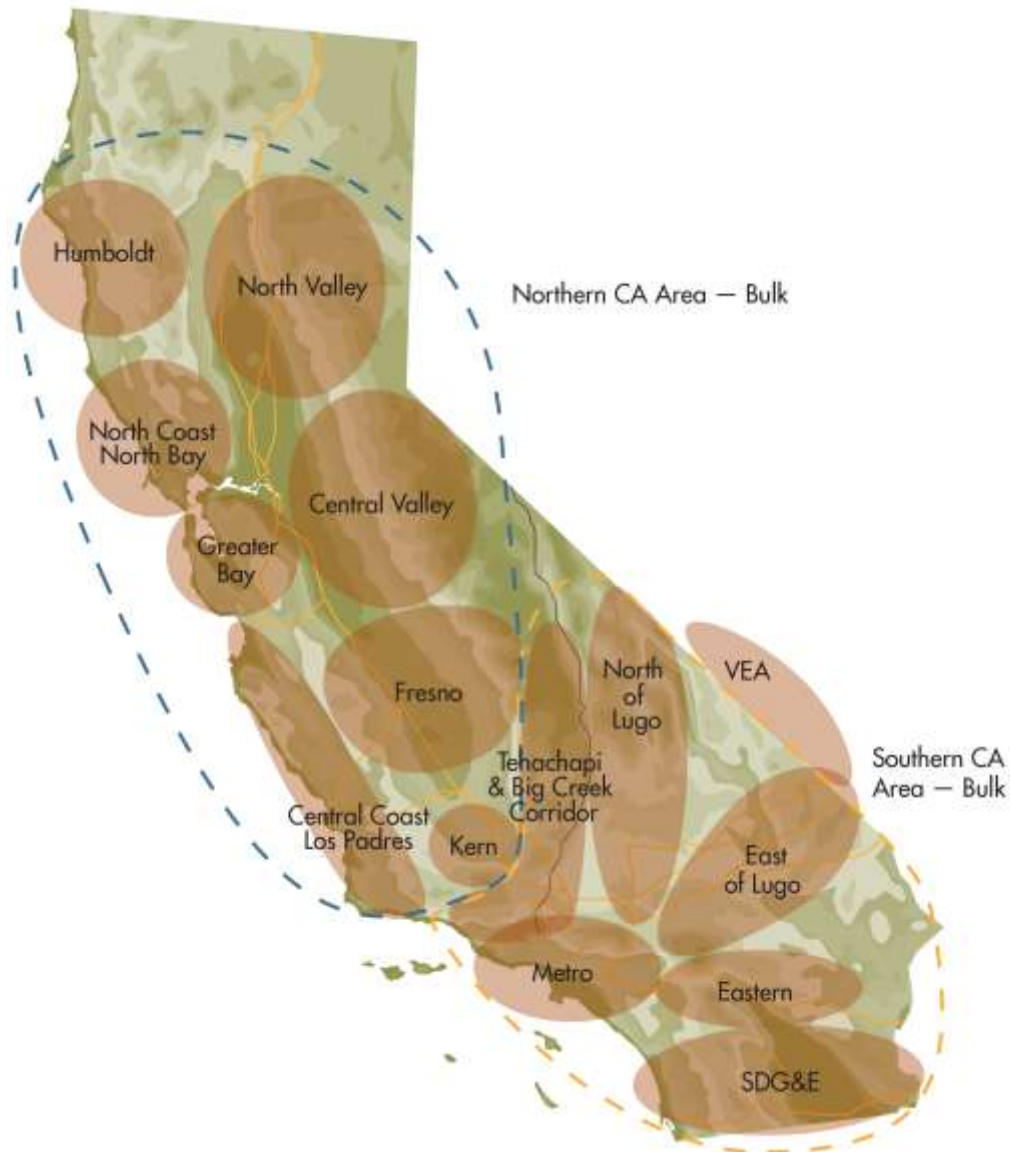 Humboldt
North Valley
Northern CA Area — Bulk
North Coast
North Bay
Central Valley
Greater
Bay
Fresno
North
of
Lugo
VEA
Tehachapi
& Big Creek
Corridor
Southern CA
Area — Bulk
Central Coast
Los Padres
Kern
East
of Lugo
Metro
Eastern
SDG&E